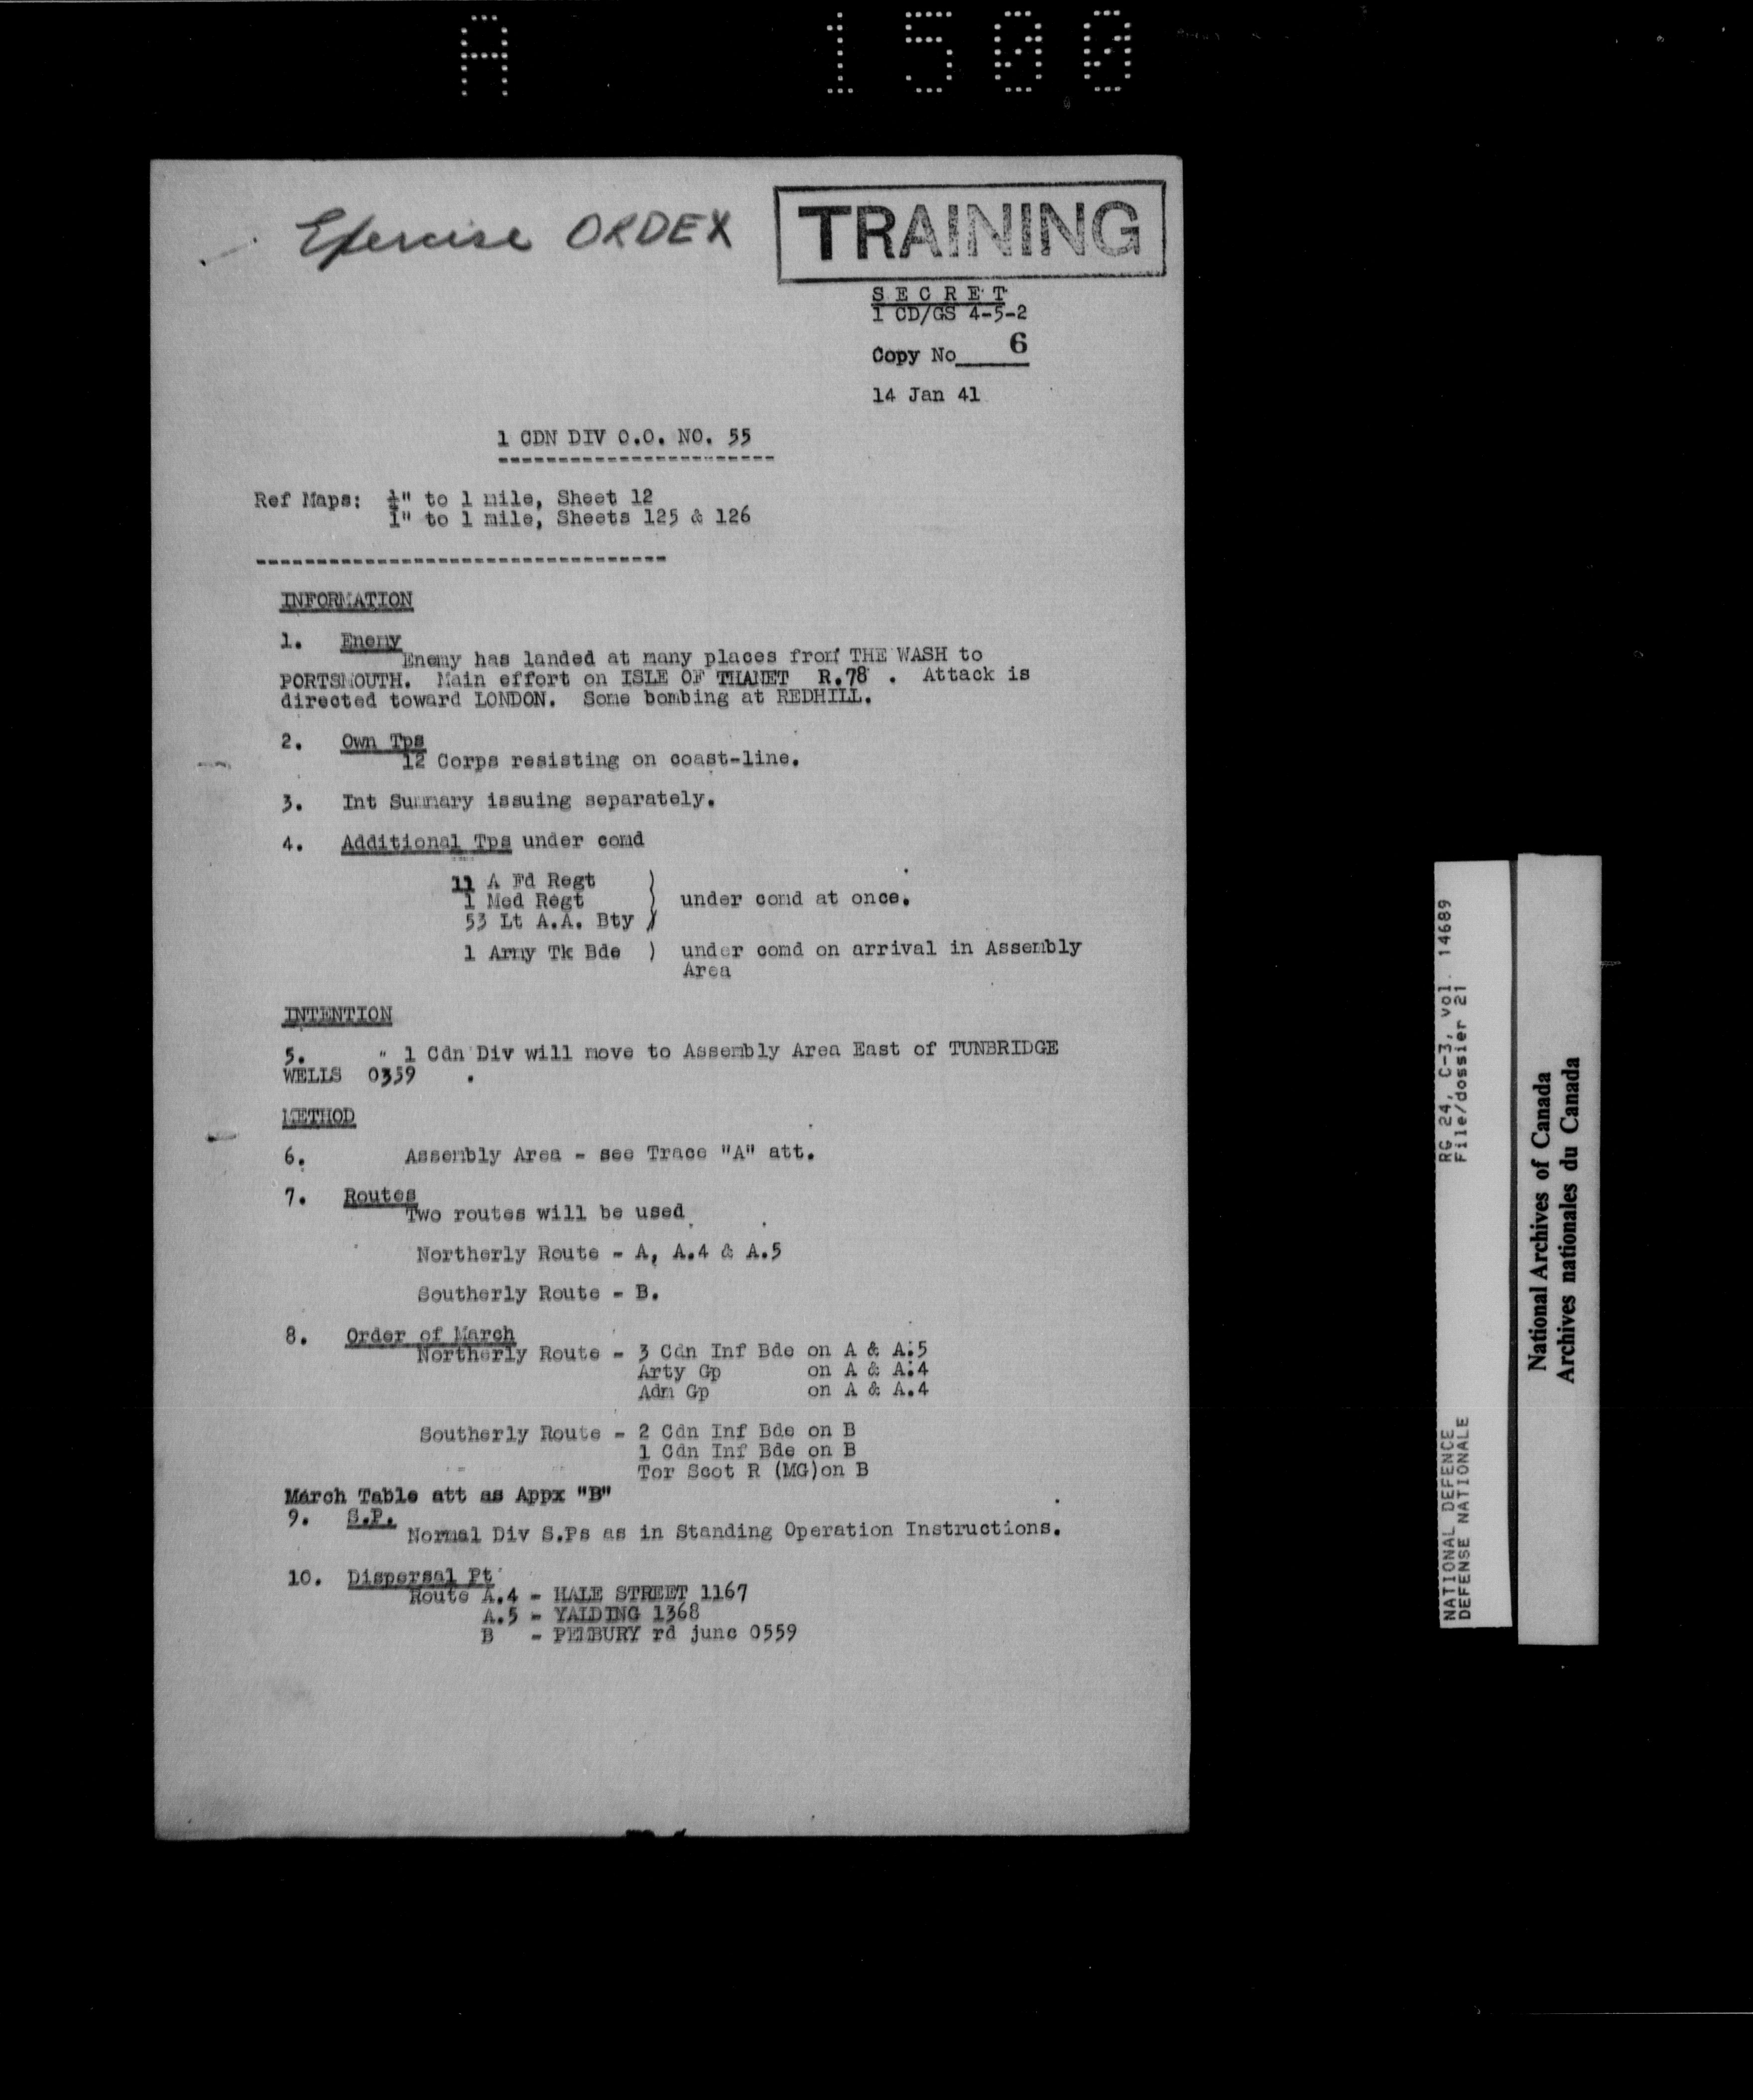 A 1500
Exercise ORDEX
TRAINING
SECRET
1 CD/GS 4-5-2
Copy No 6
14 Jan 41
1 CDN DIV O.O. NO. 55
Ref Maps: ¼" to 1 mile, Sheet 12
1" to 1 mile, Sheets 125 & 126
INFORMATION
1. Enemy
Enemy has landed at many places from THE WASH to
PORTSMOUTH. Main effort on ISLE OF THANET R.78 . Attack is
directed toward LONDON. Some bombing at REDHILL.
2. Own Tps
12 Corps resisting on coast-line.
3. Int Summary issuing separately.
4. Additional Tps under comd
11 A Fd Regt )
1 Med Regt ) under comd at once.
53 Lt A.A. Bty )
1 Army Tk Bde ) under comd on arrival in Assembly
Area
INTENTION
5. " 1 Cdn Div will move to Assembly Area East of TUNBRIDGE
WELLS 0359 .
METHOD
6. Assembly Area - see Trace "A" att.
7. Routes
Two routes will be used
Northerly Route - A, A.4 & A.5
Southerly Route - B.
8. Order of March
Northerly Route - 3 Cdn Inf Bde on A & A.5
Arty Gp on A & A.4
Adm Gp on A & A.4
Southerly Route - 2 Cdn Inf Bde on B
1 Cdn Inf Bde on B
Tor Scot R (MG)on B
March Table att as Appx "B"
9. S.P.
Normal Div S.Ps as in Standing Operation Instructions.
10. Dispersal Pt
Route A.4 - HALE STREET 1167
A.5 - YALDING 1368
B - PEMBURY rd junc 0559
RG 24, C-3, vol. 14689
File/dossier 21
NATIONAL DEFENCE
DEFENSE NATIONALE
National Archives of Canada
Archives nationales du Canada